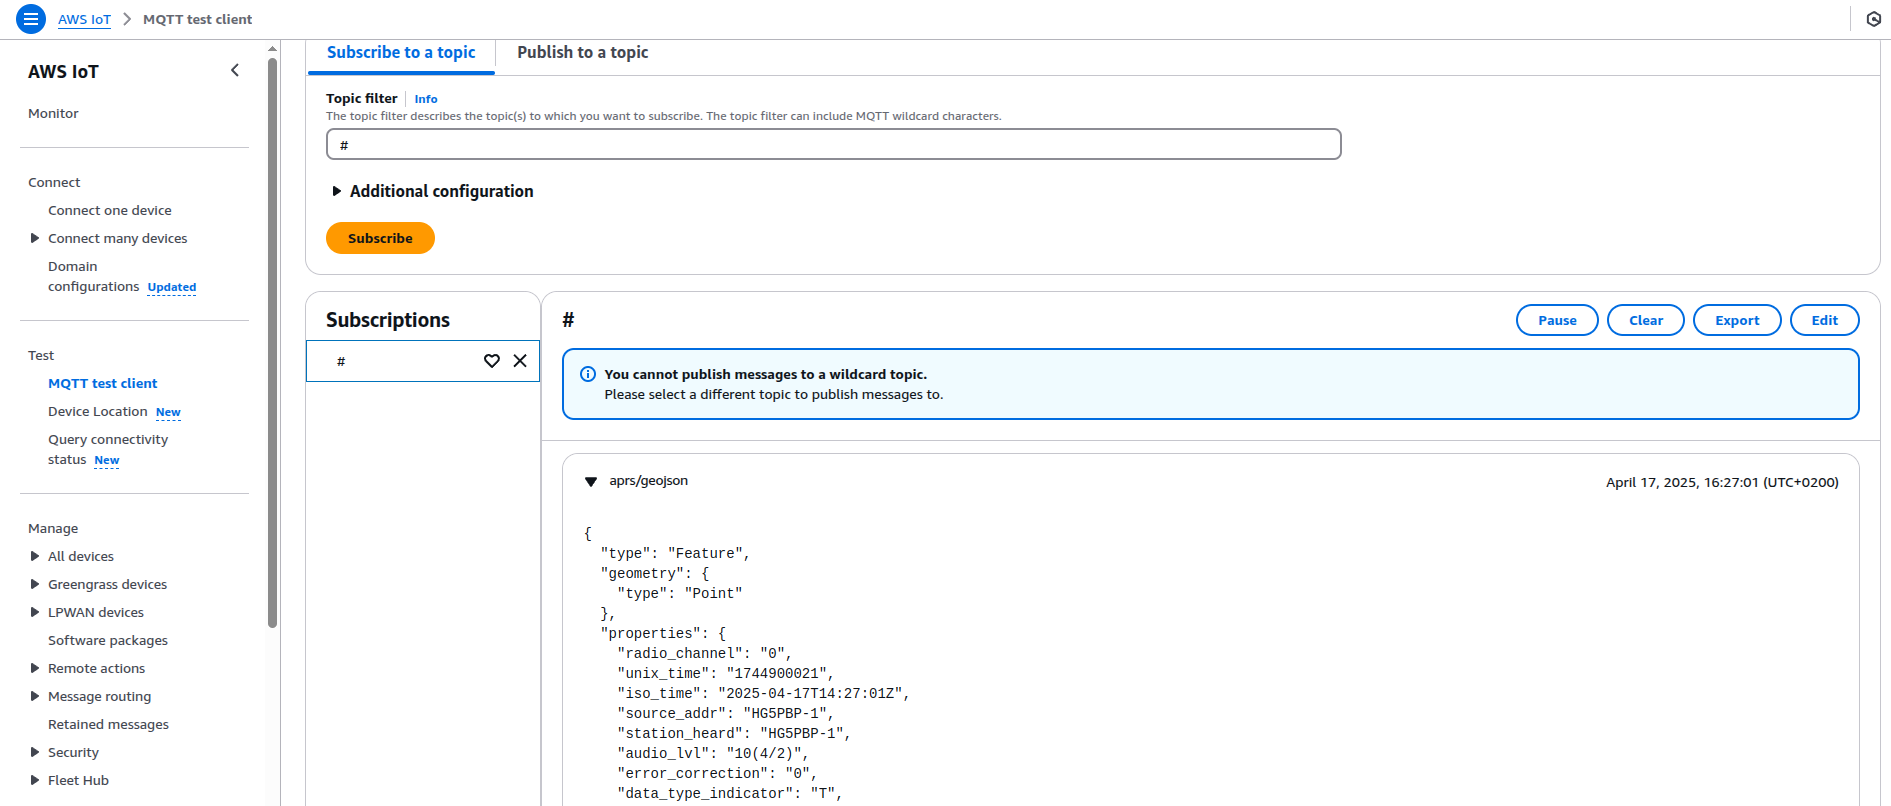 AWS IoT > MQTT test client
AWS IoT
Monitor
Connect
Connect one device
Connect many devices
Domain
configurations Updated
Test
MQTT test client
Device Location New
Query connectivity
status New
Manage
All devices
Greengrass devices
LPWAN devices
Software packages
Remote actions
Message routing
Retained messages
Security
Fleet Hub
Subscribe to a topic
Publish to a topic
Topic filter Info
The topic filter describes the topic(s) to which you want to subscribe. The topic filter can include MQTT wildcard characters.
#
Additional configuration
Subscribe
Subscriptions
#
#
Pause Clear Export Edit
You cannot publish messages to a wildcard topic.
Please select a different topic to publish messages to.
aprs/geojson
April 17, 2025, 16:27:01 (UTC+0200)
{
"type": "Feature",
"geometry": {
"type": "Point"
},
"properties": {
"radio_channel": "0",
"unix_time": "1744900021",
"iso_time": "2025-04-17T14:27:01Z",
"source_addr": "HG5PBP-1",
"station_heard": "HG5PBP-1",
"audio_lvl": "10(4/2)",
"error_correction": "0",
"data_type_indicator": "T",